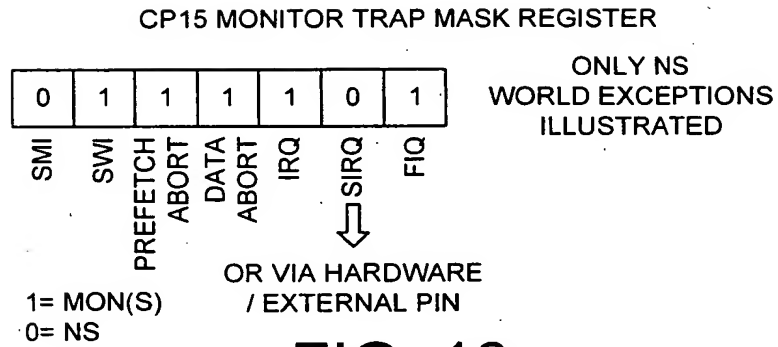 CP15 MONITOR TRAP MASK REGISTER
0 1 1 1 1 0 1
ONLY NS
WORLD EXCEPTIONS
ILLUSTRATED
SMI
SWI
PREFETCH
ABORT
DATA
ABORT
IRQ
SIRQ
FIQ
OR VIA HARDWARE
/ EXTERNAL PIN
1= MON(S)
0= NS